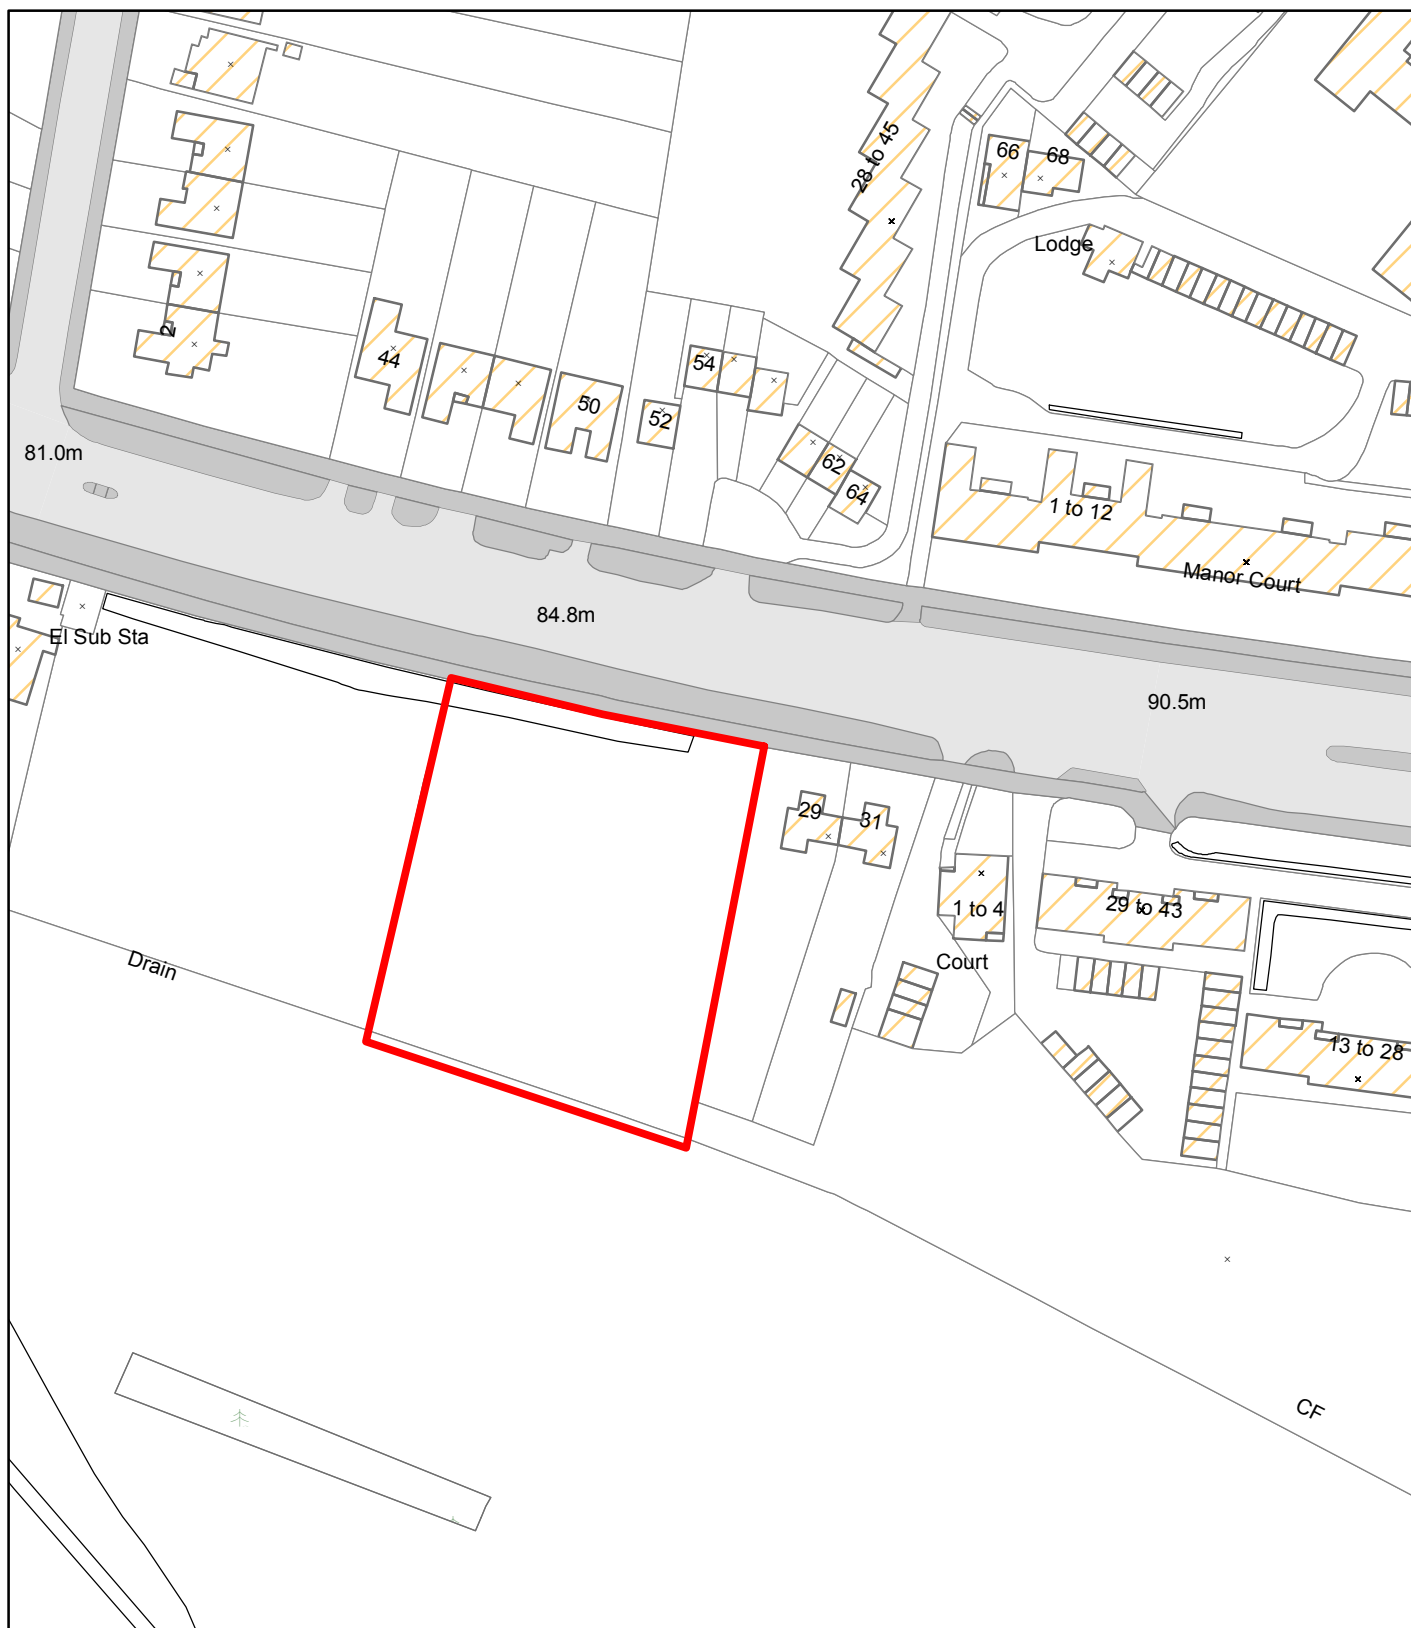 66
68
28 to 45
Lodge
2
44
54
50
52
62
64
81.0m
1 to 12
Manor Court
84.8m
El Sub Sta
90.5m
29
31
1 to 4
29 to 43
Court
Drain
13 to 28
CF